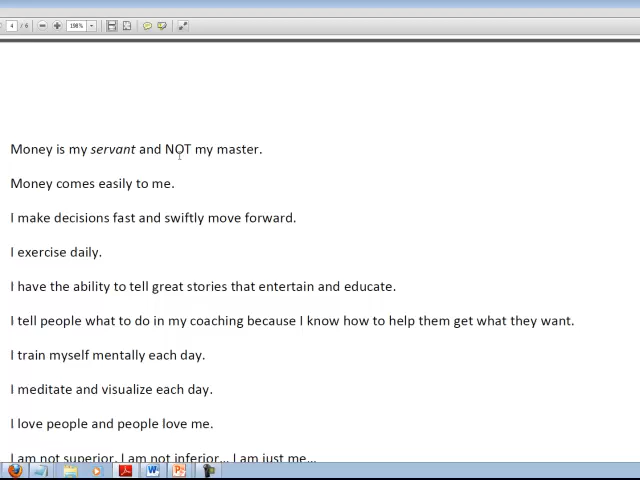 4 / 6
198%
Money is my servant and NOT my master.
Money comes easily to me.
I make decisions fast and swiftly move forward.
I exercise daily.
I have the ability to tell great stories that entertain and educate.
I tell people what to do in my coaching because I know how to help them get what they want.
I train myself mentally each day.
I meditate and visualize each day.
I love people and people love me.
I am not superior. I am not inferior... I am just me...